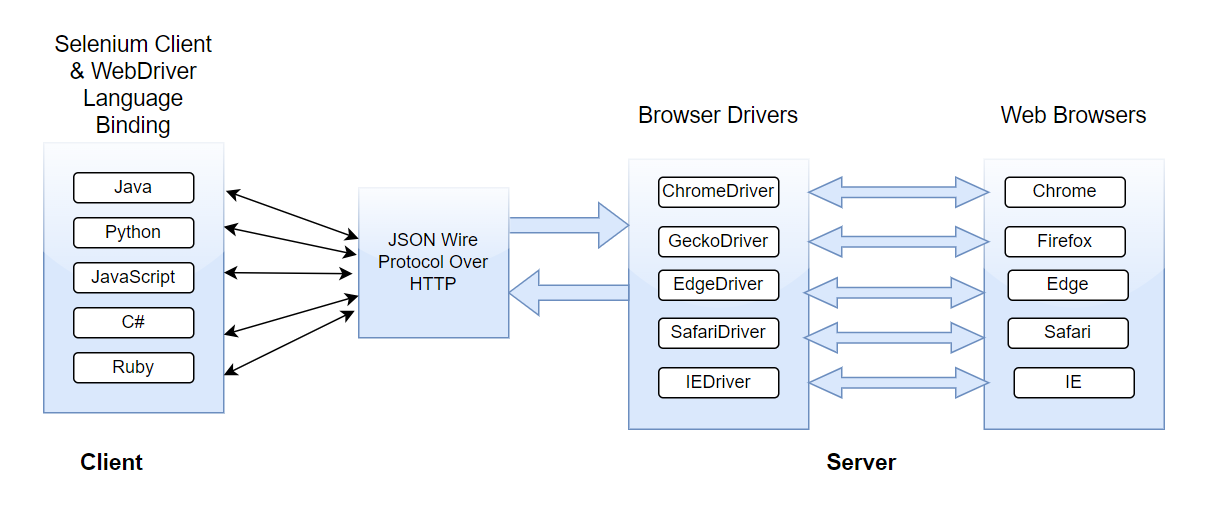 Selenium Client
& WebDriver
Language
Binding
Java
Python
JavaScript
C#
Ruby
Client
JSON Wire
Protocol Over
HTTP
Browser Drivers
ChromeDriver
GeckoDriver
EdgeDriver
SafariDriver
IEDriver
Web Browsers
Chrome
Firefox
Edge
Safari
IE
Server